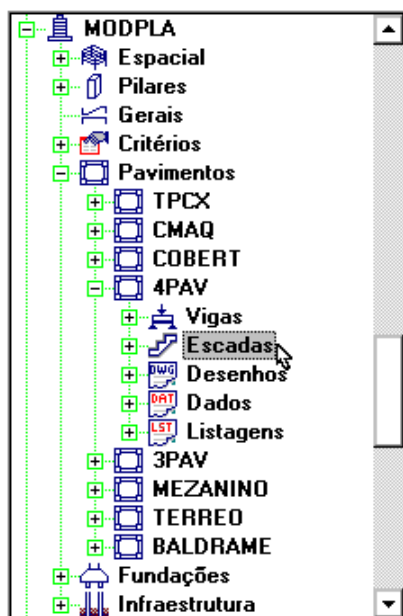 MODPLA
Espacial
Pilares
Gerais
Critérios
Pavimentos
TPCX
CMAQ
COBERT
4PAV
Vigas
Escadas
DWG Desenhos
DAT Dados
LST Listagens
3PAV
MEZANINO
TERREO
BALDRAME
Fundações
Infraestrutura